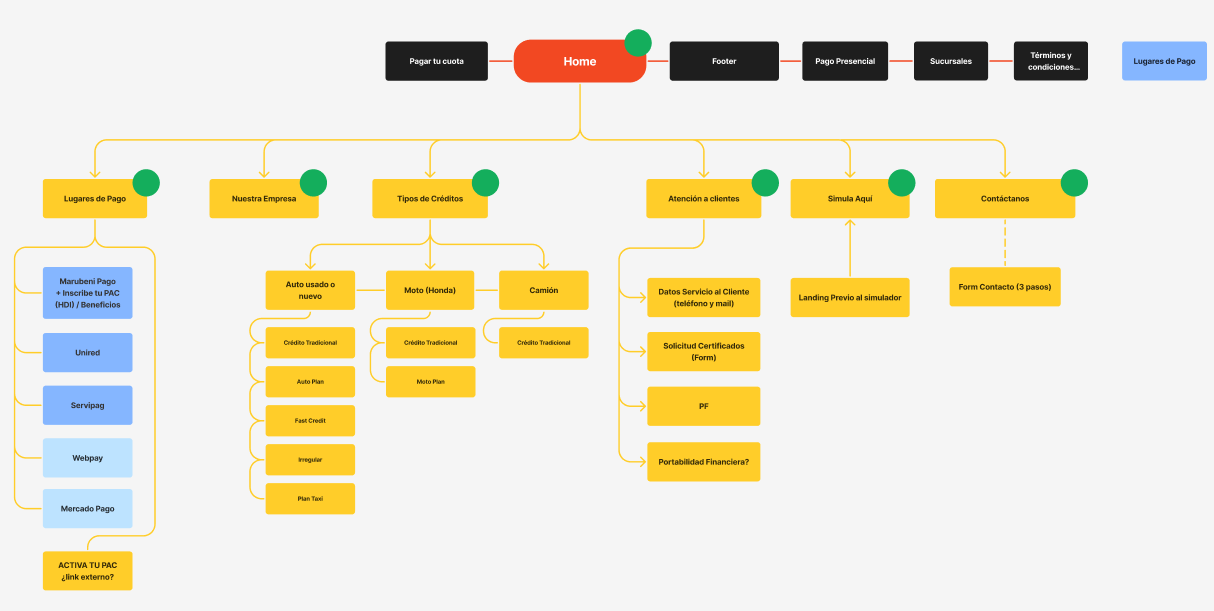 Pagar tu cuota
Home
Footer
Pago Presencial
Sucursales
Términos y
condiciones...
Lugares de Pago
Lugares de Pago
Nuestra Empresa
Tipos de Créditos
Atención a clientes
Simula Aquí
Contáctanos
Marubeni Pago
+ Inscribe tu PAC
(HDI) / Beneficios
Unired
Servipag
Webpay
Mercado Pago
ACTIVA TU PAC
¿link externo?
Auto usado o
nuevo
Moto (Honda)
Camión
Crédito Tradicional
Auto Plan
Fast Credit
Irregular
Plan Taxi
Crédito Tradicional
Moto Plan
Crédito Tradicional
Datos Servicio al Cliente
(teléfono y mail)
Solicitud Certificados
(Form)
PF
Portabilidad Financiera?
Landing Previo al simulador
Form Contacto (3 pasos)